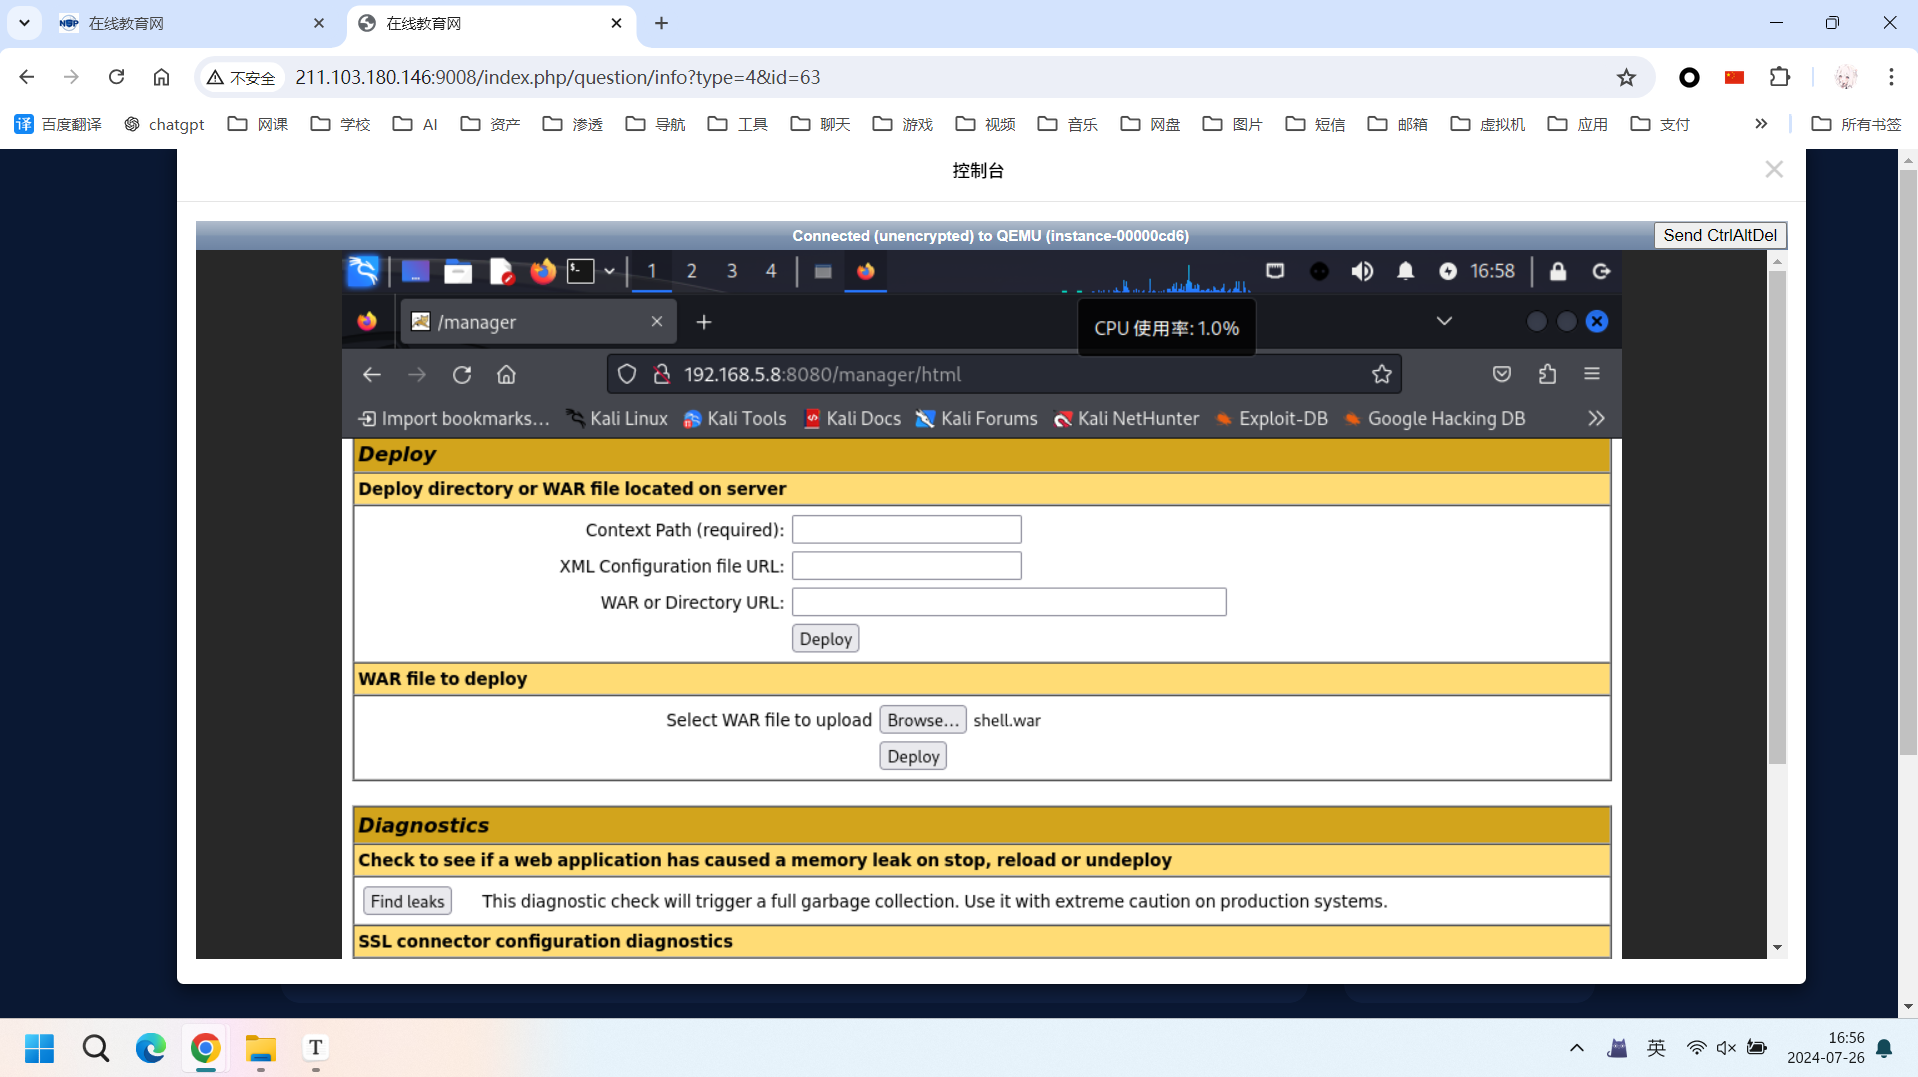 在线教育网
在线教育网
不安全
211.103.180.146:9008/index.php/question/info?type=4&id=63
译 百度翻译 chatgpt 网课 学校 AI 资产 渗透 导航 工具 聊天 游戏 视频 音乐 网盘 图片 短信 邮箱 虚拟机 应用 支付 » 所有书签
控制台
Connected (unencrypted) to QEMU (instance-00000cd6)
Send CtrlAltDel
1 2 3 4 16:58
/manager
CPU 使用率: 1.0%
192.168.5.8:8080/manager/html
Import bookmarks... Kali Linux Kali Tools Kali Docs Kali Forums Kali NetHunter Exploit-DB Google Hacking DB
Deploy
Deploy directory or WAR file located on server
Context Path (required):
XML Configuration file URL:
WAR or Directory URL:
Deploy
WAR file to deploy
Select WAR file to upload Browse... shell.war
Deploy
Diagnostics
Check to see if a web application has caused a memory leak on stop, reload or undeploy
Find leaks This diagnostic check will trigger a full garbage collection. Use it with extreme caution on production systems.
SSL connector configuration diagnostics
T
英
16:56
2024-07-26